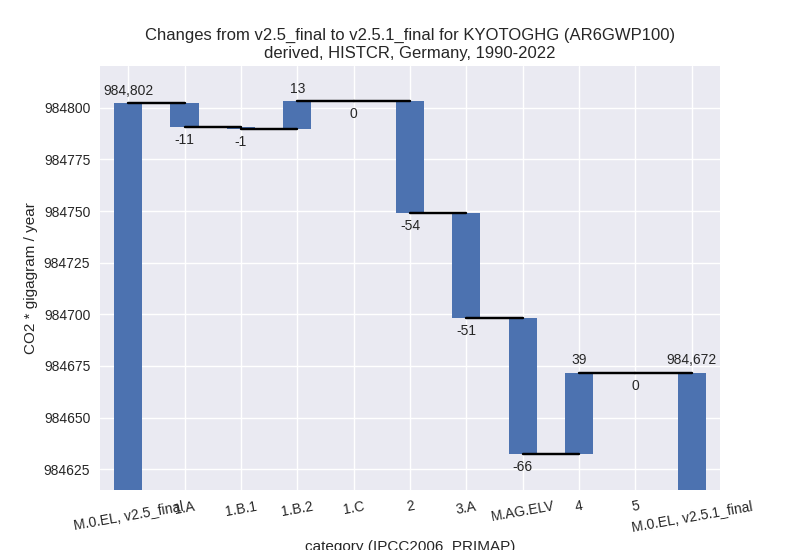 Changes from v2.5_final to v2.5.1_final for KYOTOGHG (AR6GWP100)
derived, HISTCR, Germany, 1990-2022
CO2 * gigagram / year
984800
984775
984750
984725
984700
984675
984650
984625
984,802
-11
-1
13
0
-54
-51
-66
39
0
984,672
M.0.EL, v2.5_final
1.A
1.B.1
1.B.2
1.C
2
3.A
M.AG.ELV
4
5
M.0.EL, v2.5.1_final
category (IPCC2006_PRIMAP)